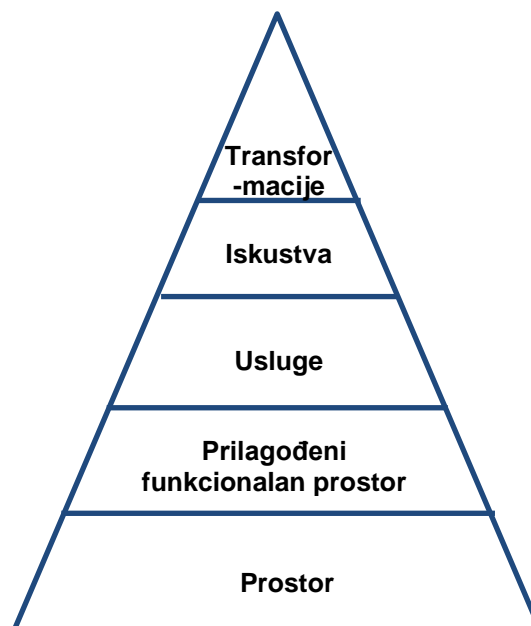 Transfor
-macije
Iskustva
Usluge
Prilagođeni
funkcionalan prostor
Prostor